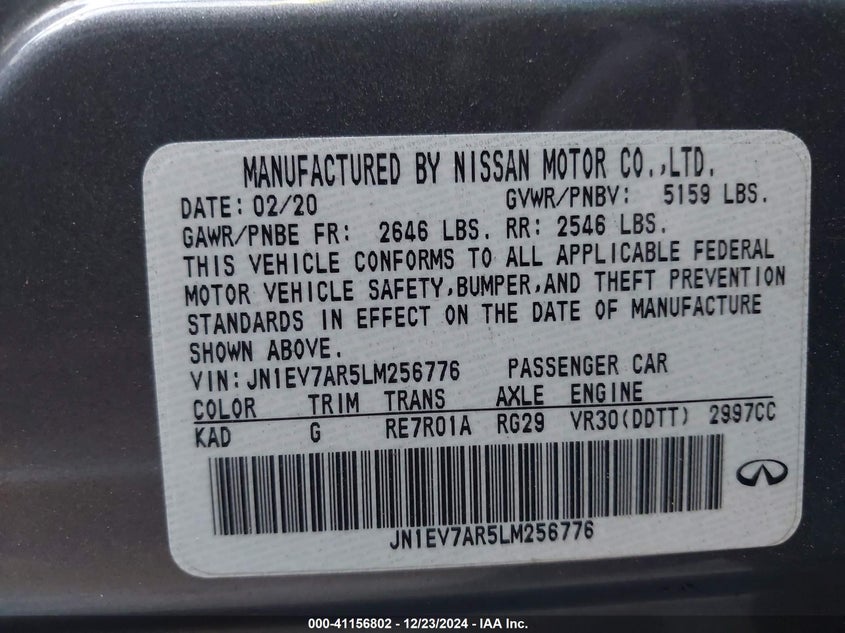 MANUFACTURED BY NISSAN MOTOR CO.,LTD.
DATE: 02/20 GVWR/PNBV: 5159 LBS.
GAWR/PNBE FR: 2646 LBS. RR: 2546 LBS.
THIS VEHICLE CONFORMS TO ALL APPLICABLE FEDERAL
MOTOR VEHICLE SAFETY,BUMPER,AND THEFT PREVENTION
STANDARDS IN EFFECT ON THE DATE OF MANUFACTURE
SHOWN ABOVE.
VIN:JN1EV7AR5LM256776 PASSENGER CAR
COLOR TRIM TRANS AXLE ENGINE
KAD G RE7R01A RG29 VR30(DDTT) 2997CC
JN1EV7AR5LM256776
000-41156802 - 12/23/2024 - IAA Inc.